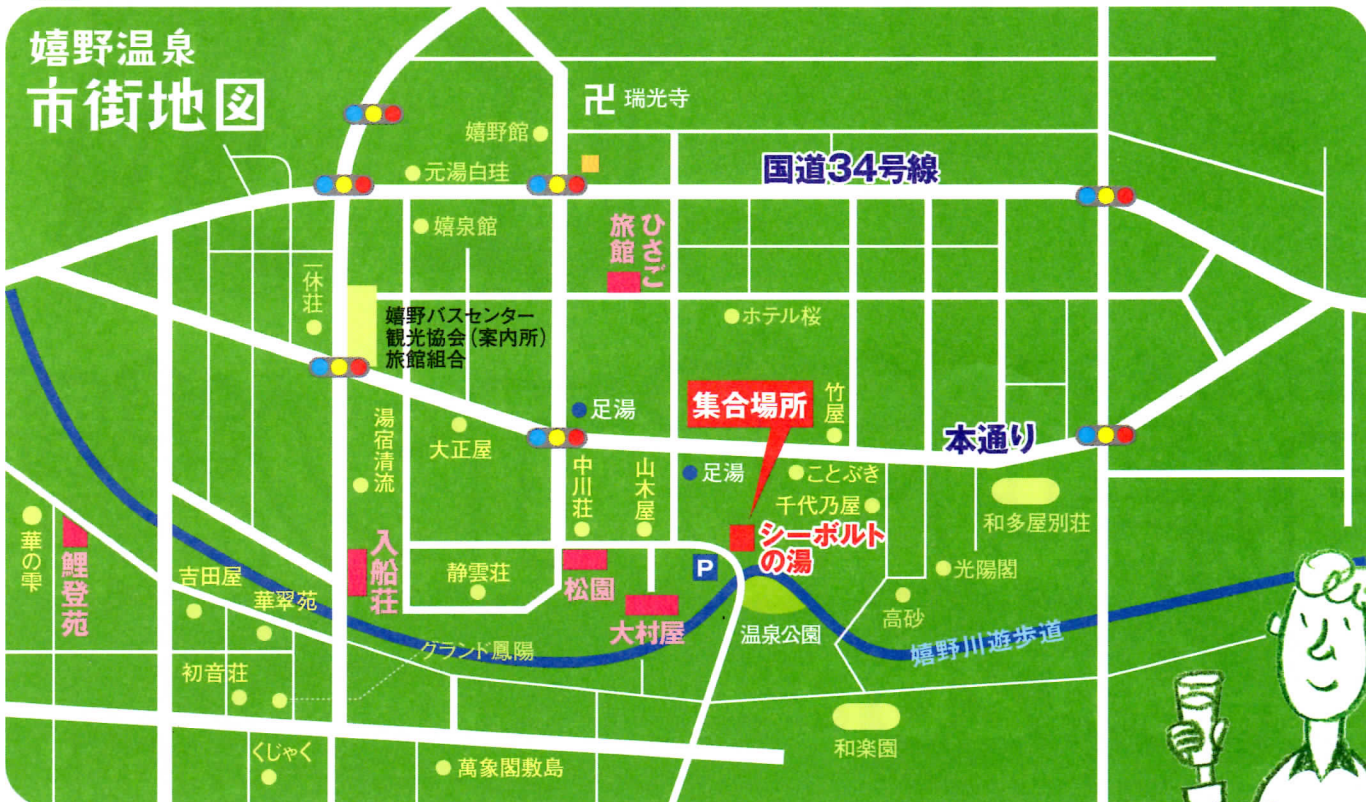 嬉野温泉
市街地図
卍 瑞光寺
嬉野館
元湯白珪
国道34号線
嬉泉館
ひさご
旅館
一休荘
嬉野バスセンター
観光協会(案内所)
旅館組合
ホテル桜
集合場所
竹屋
足湯
本通り
大正屋
湯宿清流
中川荘
山水屋
足湯
ことぶき
千代乃屋
和多屋別荘
シーボルト
の湯
華の雫
鯉登苑
入船荘
静雲荘
松園
P
光陽閣
吉田屋
華翠苑
大村屋
温泉公園
高砂
グランド鳳陽
嬉野川遊歩道
初音荘
和楽園
くじゃく
萬象閣敷島